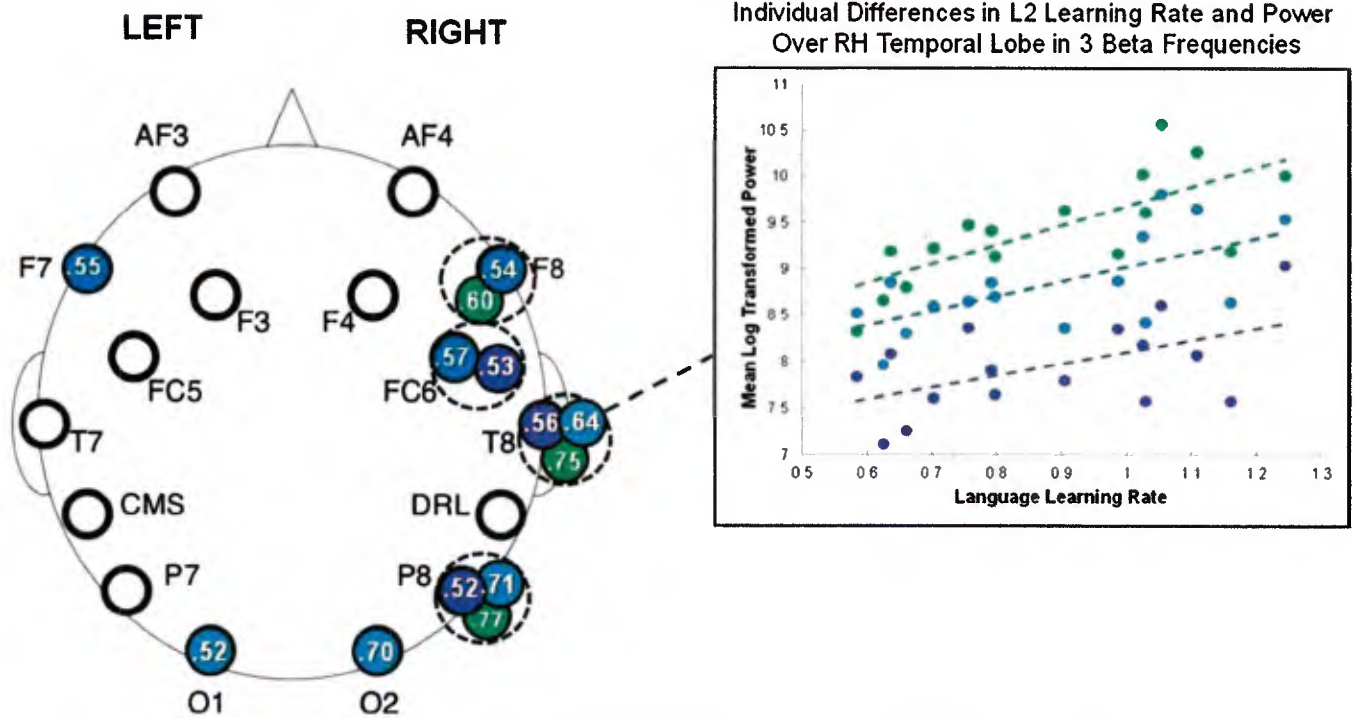 LEFT
RIGHT
Individual Differences in L2 Learning Rate and Power
Over RH Temporal Lobe in 3 Beta Frequencies
AF3
AF4
F7
.55
.54
F8
.60
F3
F4
.57
.53
FC5
FC6
T7
T8
.56
.64
.75
CMS
DRL
P7
P8
.52
.71
.77
.52
.70
O1
O2
Mean Log Transformed Power
11
10 5
10
9.5
9
8 5
8
7 5
7
0 5
0 6
0 7
0 8
0 9
1
1 1
1 2
1 3
Language Learning Rate